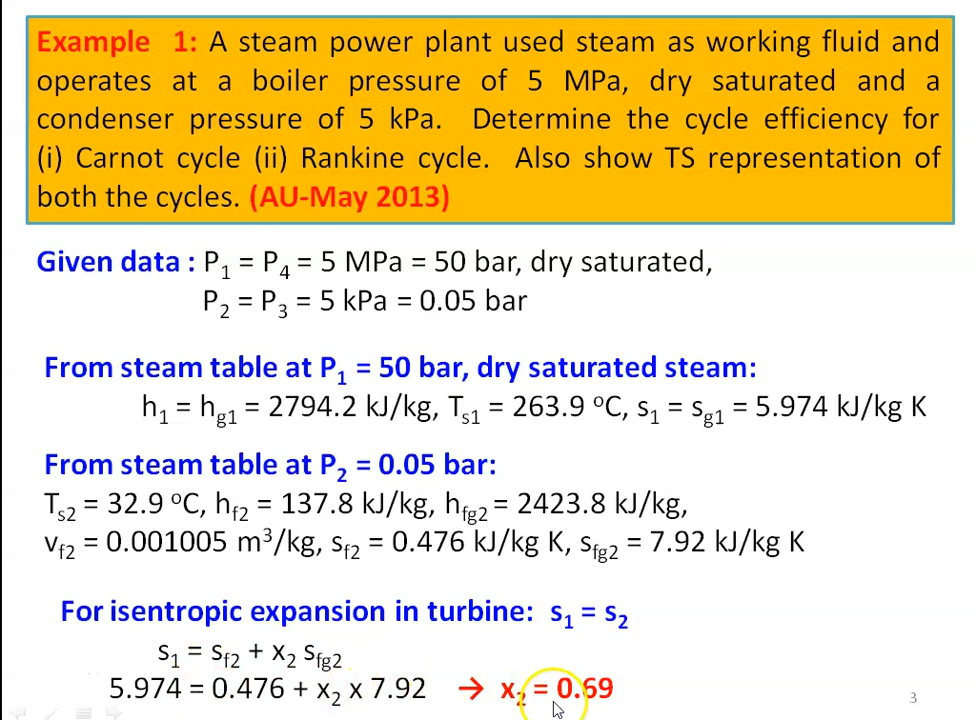 Example 1: A steam power plant used steam as working fluid and
operates at a boiler pressure of 5 MPa, dry saturated and a
condenser pressure of 5 kPa. Determine the cycle efficiency for
(i) Carnot cycle (ii) Rankine cycle. Also show TS representation of
both the cycles. (AU-May 2013)
Given data : P₁ = P₄ = 5 MPa = 50 bar, dry saturated,
P₂ = P₃ = 5 kPa = 0.05 bar
From steam table at P₁ = 50 bar, dry saturated steam:
h₁ = hg1 = 2794.2 kJ/kg, Ts1 = 263.9 ᵒC, s₁ = sg1 = 5.974 kJ/kg K
From steam table at P₂ = 0.05 bar:
Ts2 = 32.9 ᵒC, hf2 = 137.8 kJ/kg, hfg2 = 2423.8 kJ/kg,
vf2 = 0.001005 m³/kg, sf2 = 0.476 kJ/kg K, sfg2 = 7.92 kJ/kg K
For isentropic expansion in turbine: s₁ = s₂
s₁ = sf2 + x₂ sfg2
5.974 = 0.476 + x₂ x 7.92 → x₂ = 0.69
3